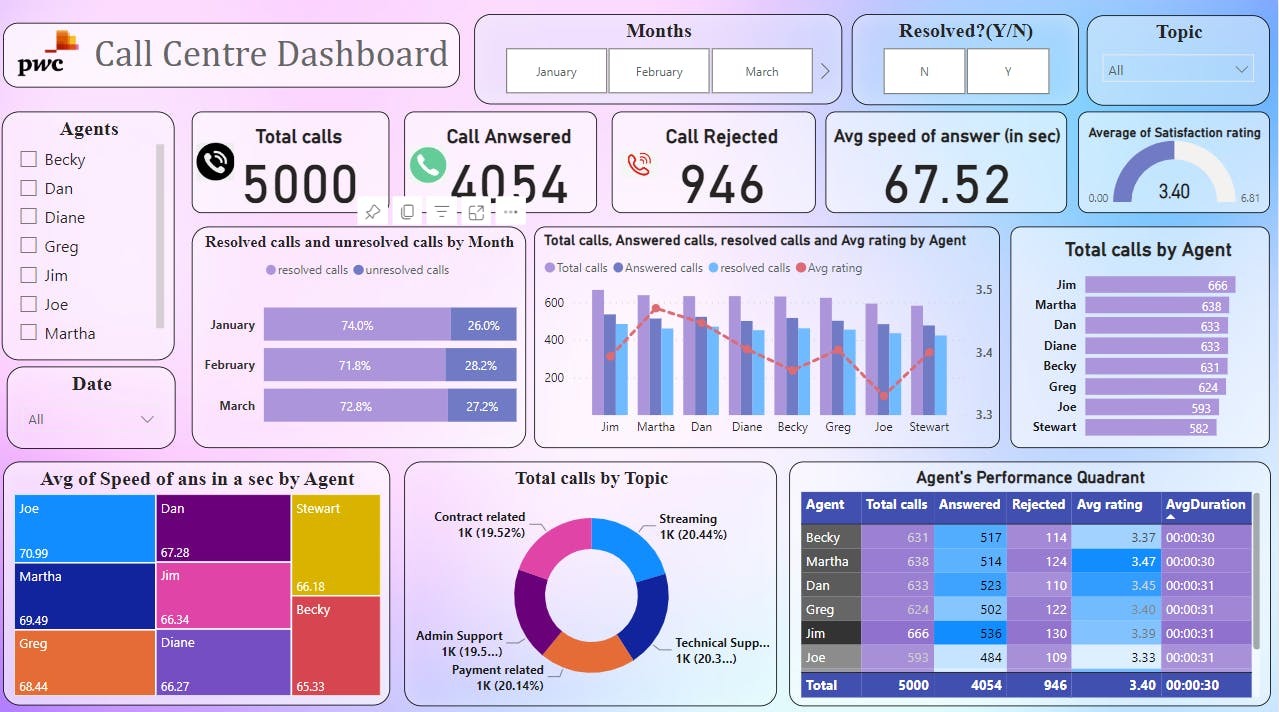 pwc Call Centre Dashboard
Months
January February March
Resolved?(Y/N)
N Y
Topic
All
Agents
Becky
Dan
Diane
Greg
Jim
Joe
Martha
Date
All
Total calls
5000
Call Anwsered
4054
Call Rejected
946
Avg speed of answer (in sec)
67.52
Average of Satisfaction rating
3.40
0.00 6.81
Resolved calls and unresolved calls by Month
resolved calls unresolved calls
January 74.0% 26.0%
February 71.8% 28.2%
March 72.8% 27.2%
Total calls, Answered calls, resolved calls and Avg rating by Agent
Total calls Answered calls resolved calls Avg rating
600 3.5
400 3.4
200 3.3
Jim Martha Dan Diane Becky Greg Joe Stewart
Total calls by Agent
Jim 666
Martha 638
Dan 633
Diane 633
Becky 631
Greg 624
Joe 593
Stewart 582
Avg of Speed of ans in a sec by Agent
Joe
70.99
Martha
69.49
Greg
68.44
Dan
67.28
Jim
66.34
Diane
66.27
Stewart
66.18
Becky
65.33
Total calls by Topic
Contract related
1K (19.52%)
Streaming
1K (20.44%)
Admin Support
1K (19.5...)
Technical Supp...
1K (20.3...)
Payment related
1K (20.14%)
Agent's Performance Quadrant
Agent Total calls Answered Rejected Avg rating AvgDuration
Becky 631 517 114 3.37 00:00:30
Martha 638 514 124 3.47 00:00:30
Dan 633 523 110 3.45 00:00:31
Greg 624 502 122 3.40 00:00:31
Jim 666 536 130 3.39 00:00:31
Joe 593 484 109 3.33 00:00:31
Total 5000 4054 946 3.40 00:00:30